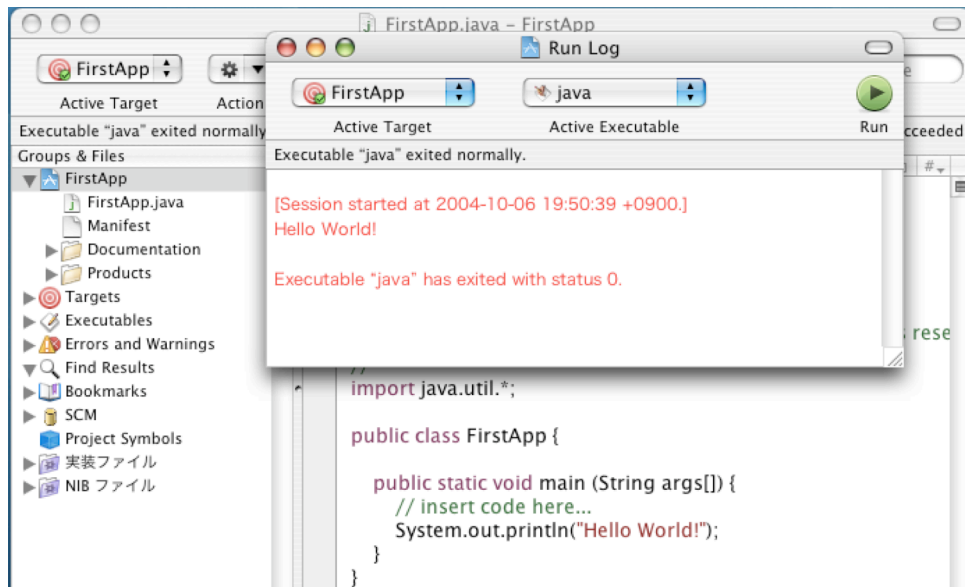 FirstApp.java – FirstApp
FirstApp
Active Target
Action
Executable “java” exited normally
Groups & Files
FirstApp
FirstApp.java
Manifest
Documentation
Products
Targets
Executables
Errors and Warnings
Find Results
Bookmarks
SCM
Project Symbols
実装ファイル
NIB ファイル
Run Log
FirstApp
java
Active Target
Active Executable
Run
Executable “java” exited normally.
[Session started at 2004-10-06 19:50:39 +0900.]
Hello World!
Executable “java” has exited with status 0.
cceeded
#
s rese
//
import java.util.*;
public class FirstApp {
public static void main (String args[]) {
// insert code here...
System.out.println("Hello World!");
}
}